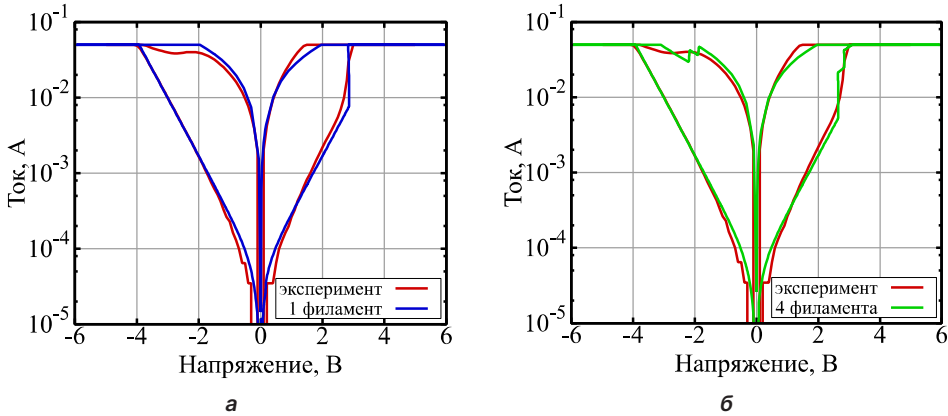 10^-1
10^-2
10^-3
10^-4
10^-5
Ток, А
эксперимент
1 филамент
-6 -4 -2 0 2 4 6
Напряжение, В
а
10^-1
10^-2
10^-3
10^-4
10^-5
Ток, А
эксперимент
4 филамента
-6 -4 -2 0 2 4 6
Напряжение, В
б